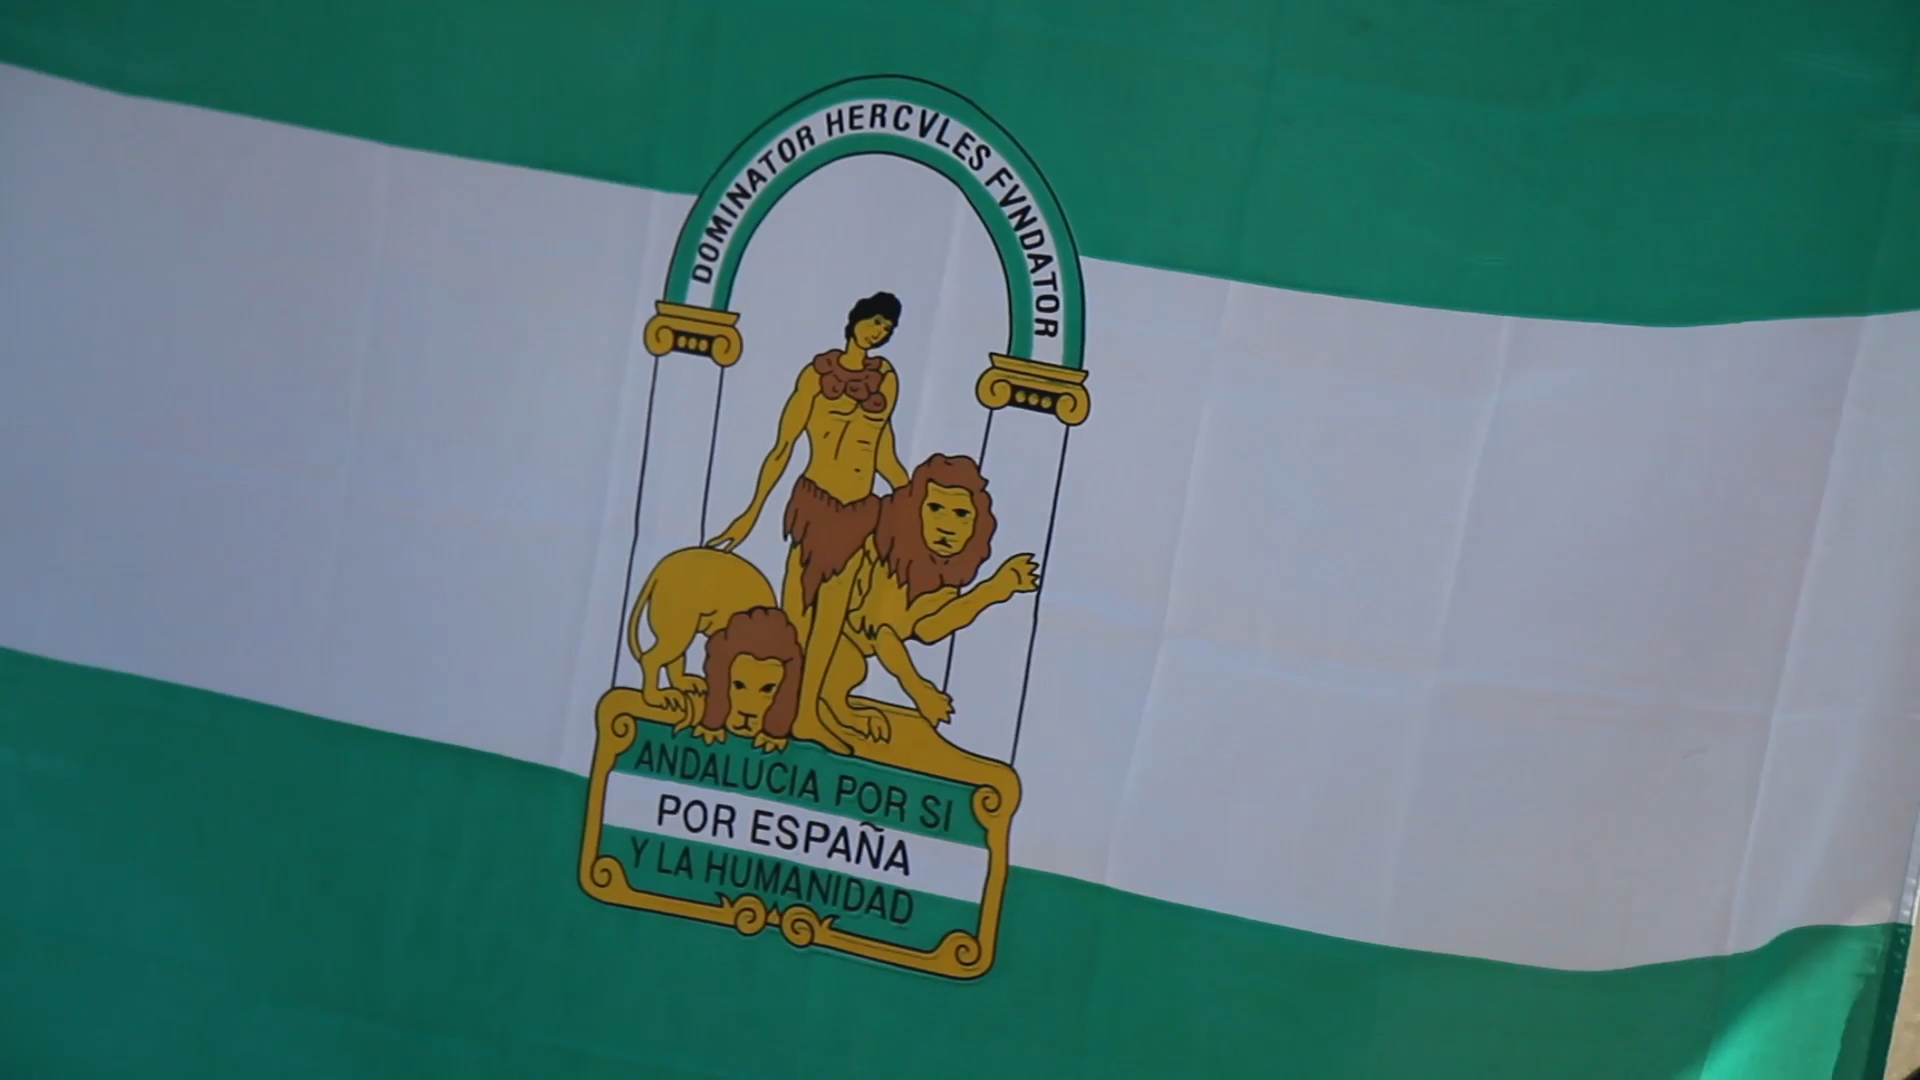 DOMINATOR HERCVLES FVNDATOR
ANDALUCIA POR SI
POR ESPAÑA
Y LA HUMANIDAD